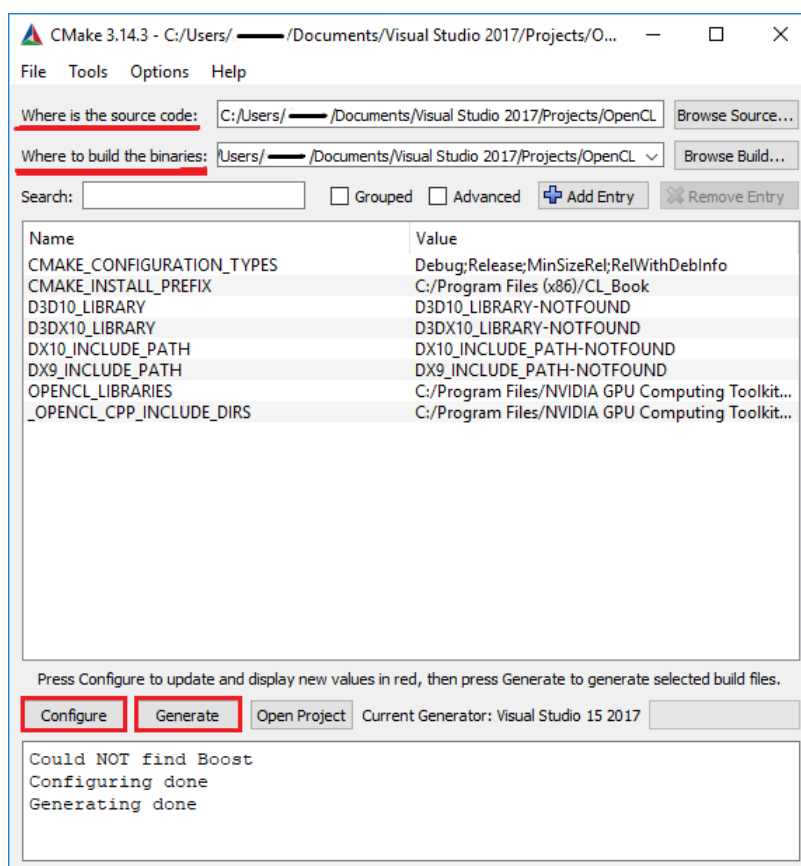 CMake 3.14.3 - C:/Users/ /Documents/Visual Studio 2017/Projects/O...
File Tools Options Help
Where is the source code: C:/Users/ /Documents/Visual Studio 2017/Projects/OpenCL Browse Source...
Where to build the binaries: /Users/ /Documents/Visual Studio 2017/Projects/OpenCL Browse Build...
Search: Grouped Advanced Add Entry Remove Entry
Name Value
CMAKE_CONFIGURATION_TYPES Debug;Release;MinSizeRel;RelWithDebInfo
CMAKE_INSTALL_PREFIX C:/Program Files (x86)/CL_Book
D3D10_LIBRARY D3D10_LIBRARY-NOTFOUND
D3DX10_LIBRARY D3DX10_LIBRARY-NOTFOUND
DX10_INCLUDE_PATH DX10_INCLUDE_PATH-NOTFOUND
DX9_INCLUDE_PATH DX9_INCLUDE_PATH-NOTFOUND
OPENCL_LIBRARIES C:/Program Files/NVIDIA GPU Computing Toolkit...
_OPENCL_CPP_INCLUDE_DIRS C:/Program Files/NVIDIA GPU Computing Toolkit...
Press Configure to update and display new values in red, then press Generate to generate selected build files.
Configure Generate Open Project Current Generator: Visual Studio 15 2017
Could NOT find Boost
Configuring done
Generating done